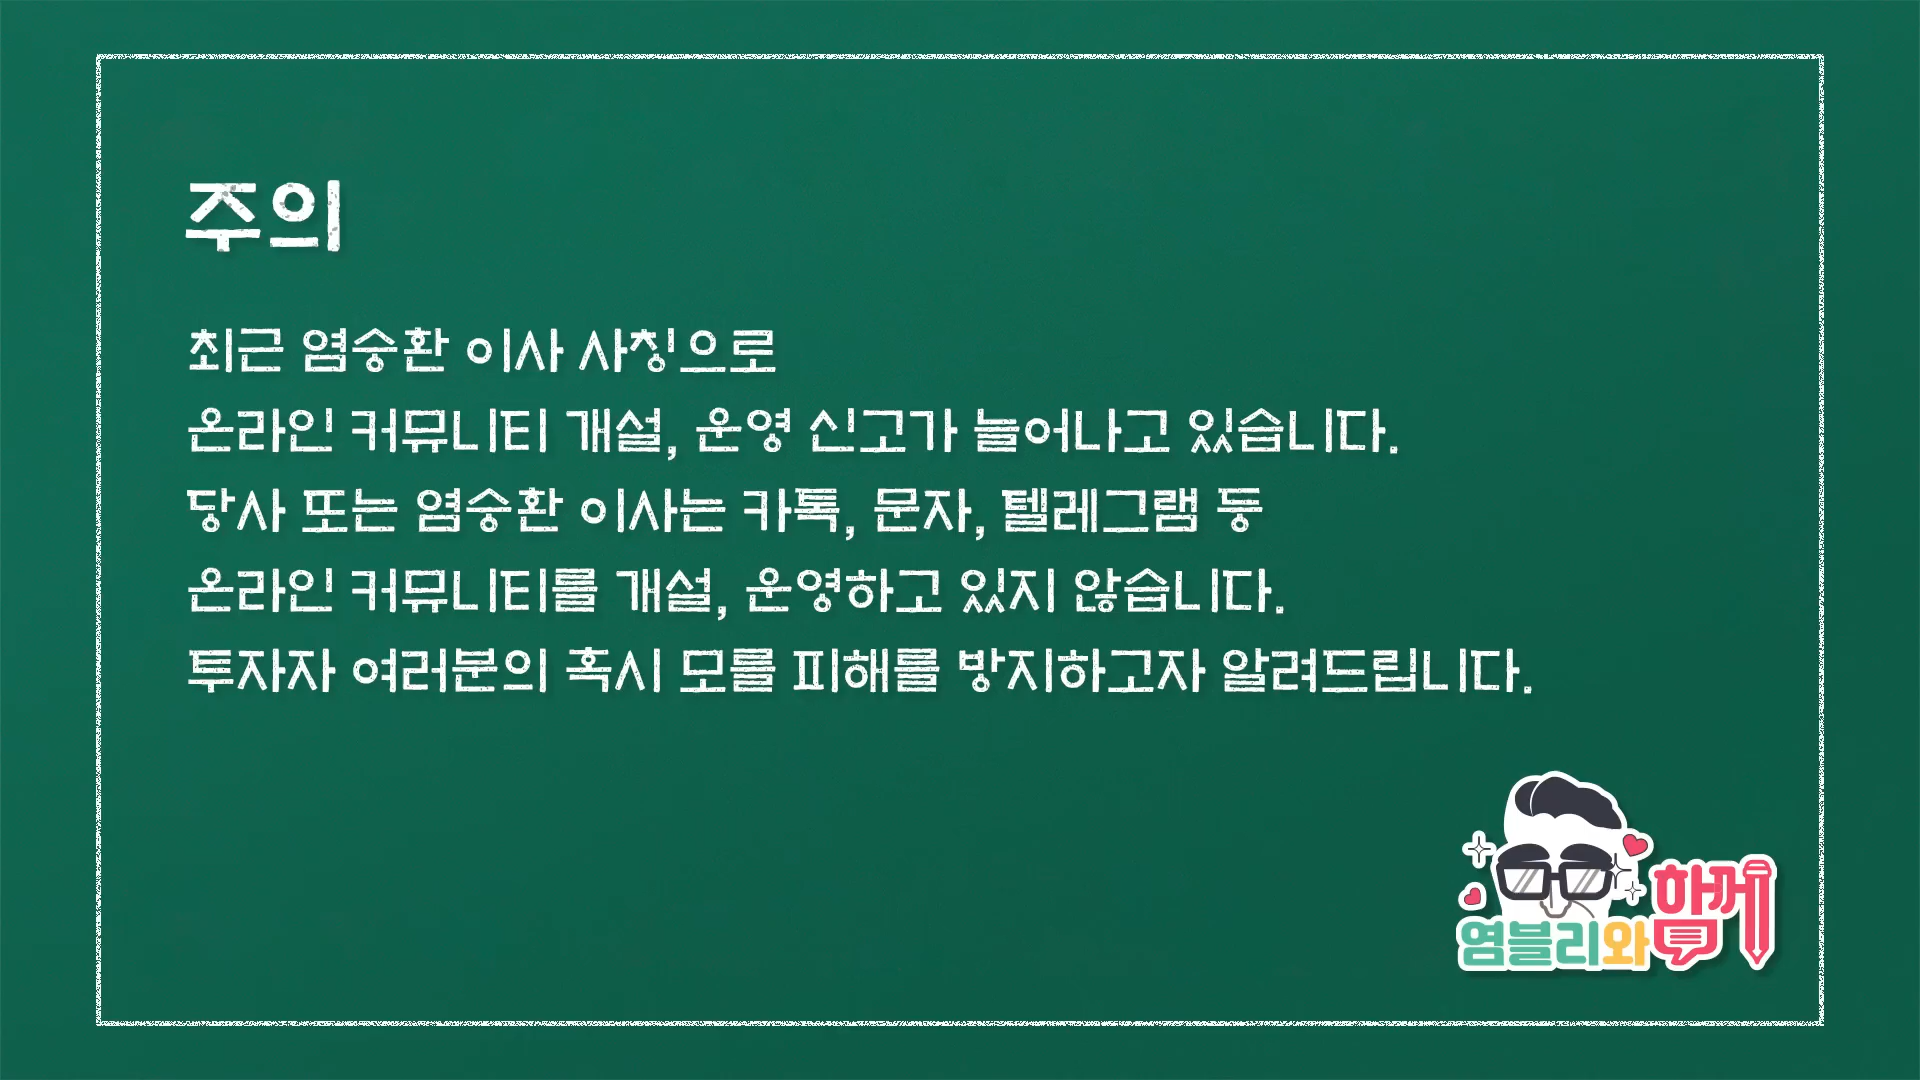 주의
최근 염승환 이사 사칭으로
온라인 커뮤니티 개설, 운영 신고가 늘어나고 있습니다.
당사 또는 염승환 이사는 카톡, 문자, 텔레그램 등
온라인 커뮤니티를 개설, 운영하고 있지 않습니다.
투자자 여러분의 혹시 모를 피해를 방지하고자 알려드립니다.
염블리와 함께